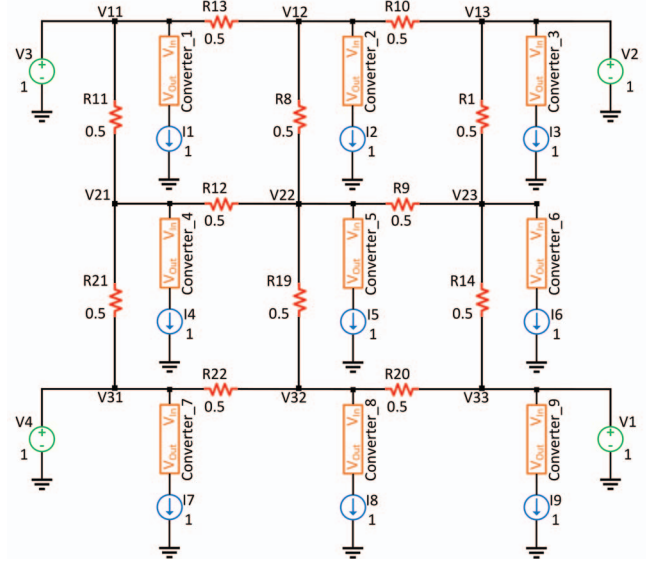 V11 R13 V12 R10 V13
0.5 0.5
V3 + - 1
V2 + - 1
VIn VOut Converter_1
VIn VOut Converter_2
VIn VOut Converter_3
R11 0.5
R8 0.5
R1 0.5
I1 1
I2 1
I3 1
V21 R12 V22 R9 V23
0.5 0.5
VIn VOut Converter_4
VIn VOut Converter_5
VIn VOut Converter_6
R21 0.5
R19 0.5
R14 0.5
I4 1
I5 1
I6 1
R22 R20
V31 0.5 V32 0.5 V33
V4 + - 1
V1 + - 1
VIn VOut Converter_7
VIn VOut Converter_8
VIn VOut Converter_9
I7 1
I8 1
I9 1